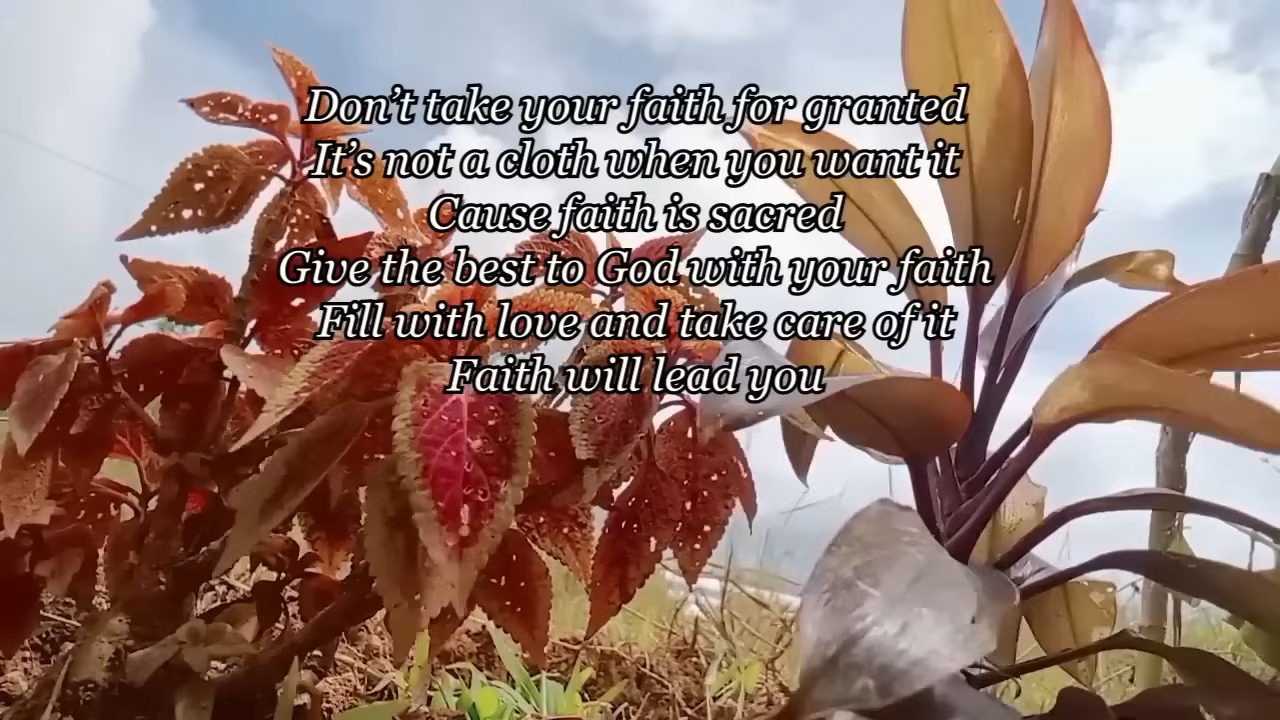 Don’t take your faith for granted
It’s not a cloth when you want it
Cause faith is sacred
Give the best to God with your faith
Fill with love and take care of it
Faith will lead you